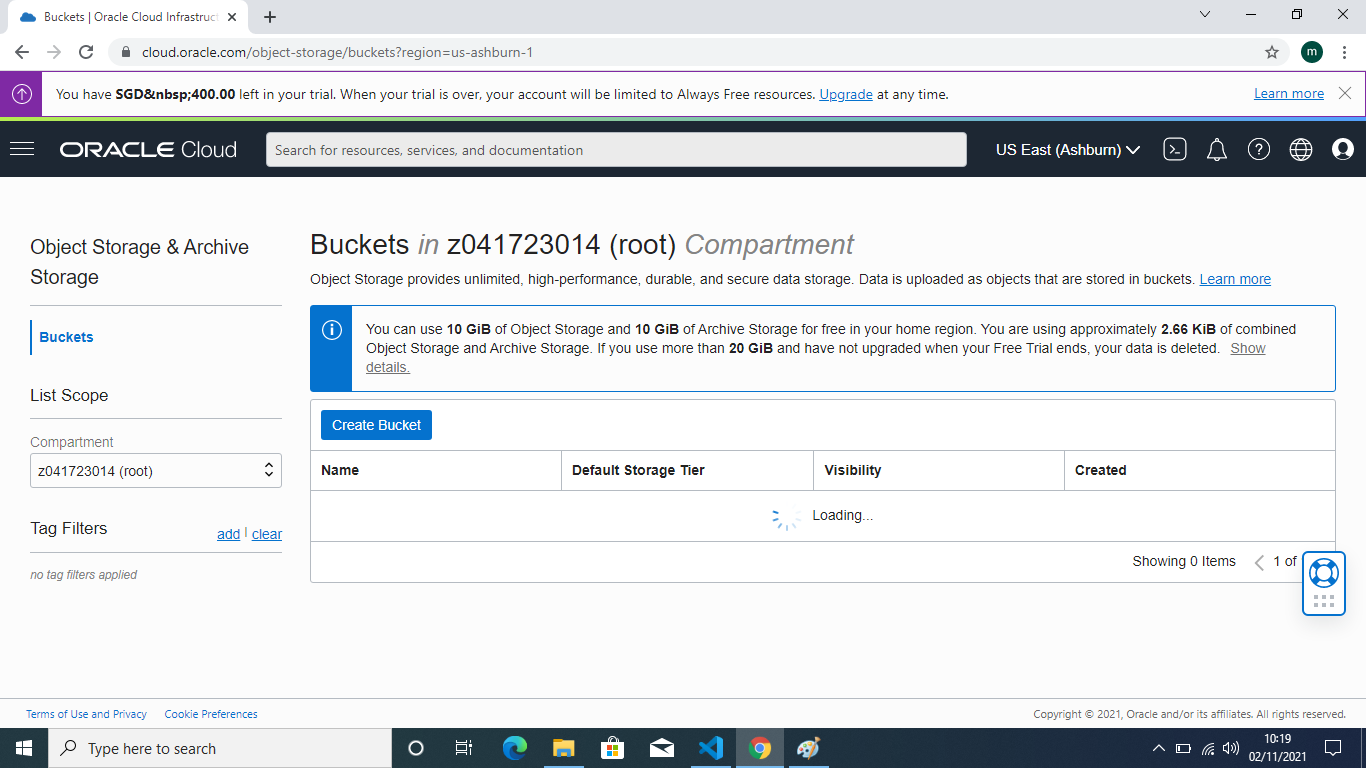 Buckets | Oracle Cloud Infrastruct
cloud.oracle.com/object-storage/buckets?region=us-ashburn-1
m
You have SGD&nbsp;400.00 left in your trial. When your trial is over, your account will be limited to Always Free resources. Upgrade at any time.
Learn more
ORACLE Cloud
Search for resources, services, and documentation
US East (Ashburn)
Object Storage & Archive
Storage
Buckets
List Scope
Compartment
z041723014 (root)
Tag Filters
add | clear
no tag filters applied
Buckets in z041723014 (root) Compartment
Object Storage provides unlimited, high-performance, durable, and secure data storage. Data is uploaded as objects that are stored in buckets. Learn more
You can use 10 GiB of Object Storage and 10 GiB of Archive Storage for free in your home region. You are using approximately 2.66 KiB of combined
Object Storage and Archive Storage. If you use more than 20 GiB and have not upgraded when your Free Trial ends, your data is deleted. Show
details.
Create Bucket
Name Default Storage Tier Visibility Created
Loading...
Showing 0 Items 1 of
Terms of Use and Privacy Cookie Preferences
Copyright © 2021, Oracle and/or its affiliates. All rights reserved.
Type here to search
10:19
02/11/2021